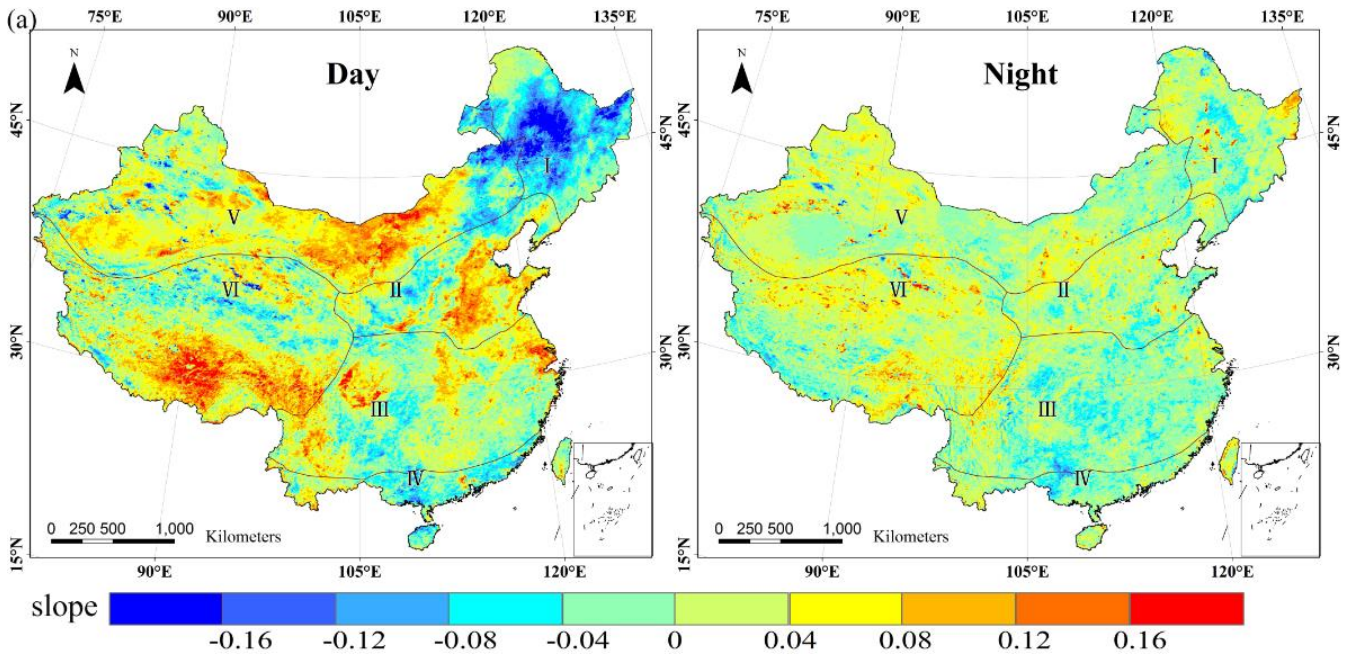 (a)
75°E 90°E 105°E 120°E 135°E
75°E 90°E 105°E 120°E 135°E
N
Day
N
Night
45°N
45°N
45°N
45°N
I
V
II
VI
III
IV
I
V
II
VI
III
IV
30°N
30°N
30°N
30°N
0 250 500 1,000 Kilometers
0 250 500 1,000 Kilometers
15°N
15°N
90°E 105°E 120°E
90°E 105°E 120°E
slope
-0.16 -0.12 -0.08 -0.04 0 0.04 0.08 0.12 0.16